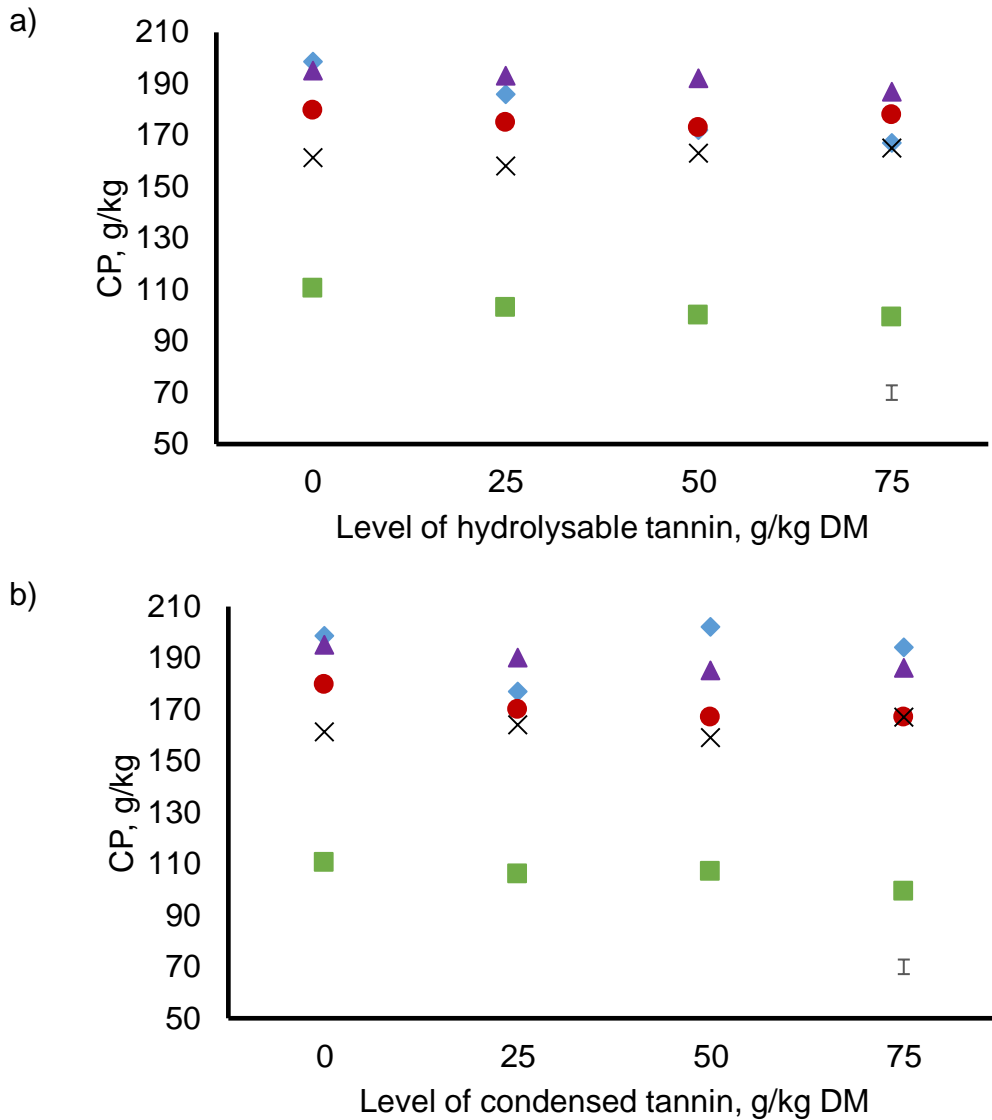 a)
210
190
170
150
130
110
90
70
50
CP, g/kg
0 25 50 75
Level of hydrolysable tannin, g/kg DM
b)
210
190
170
150
130
110
90
70
50
CP, g/kg
0 25 50 75
Level of condensed tannin, g/kg DM